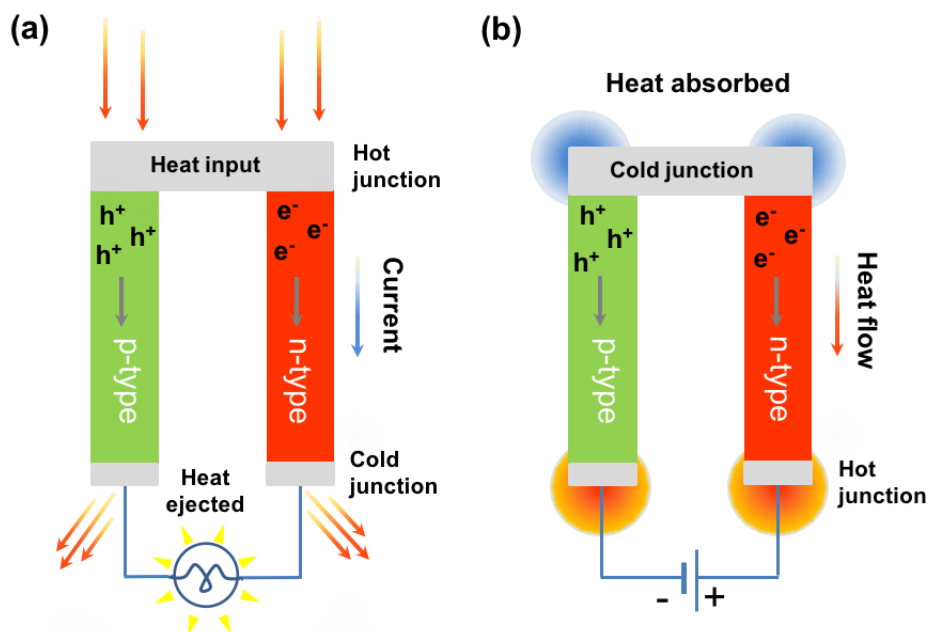 (a)
Heat input
Hot
junction
h⁺
h⁺
h⁺
e⁻
e⁻
e⁻
p-type
n-type
Current
Cold
junction
Heat
ejected
(b)
Heat absorbed
Cold junction
h⁺
h⁺
h⁺
e⁻
e⁻
e⁻
p-type
n-type
Heat flow
Hot
junction
- +